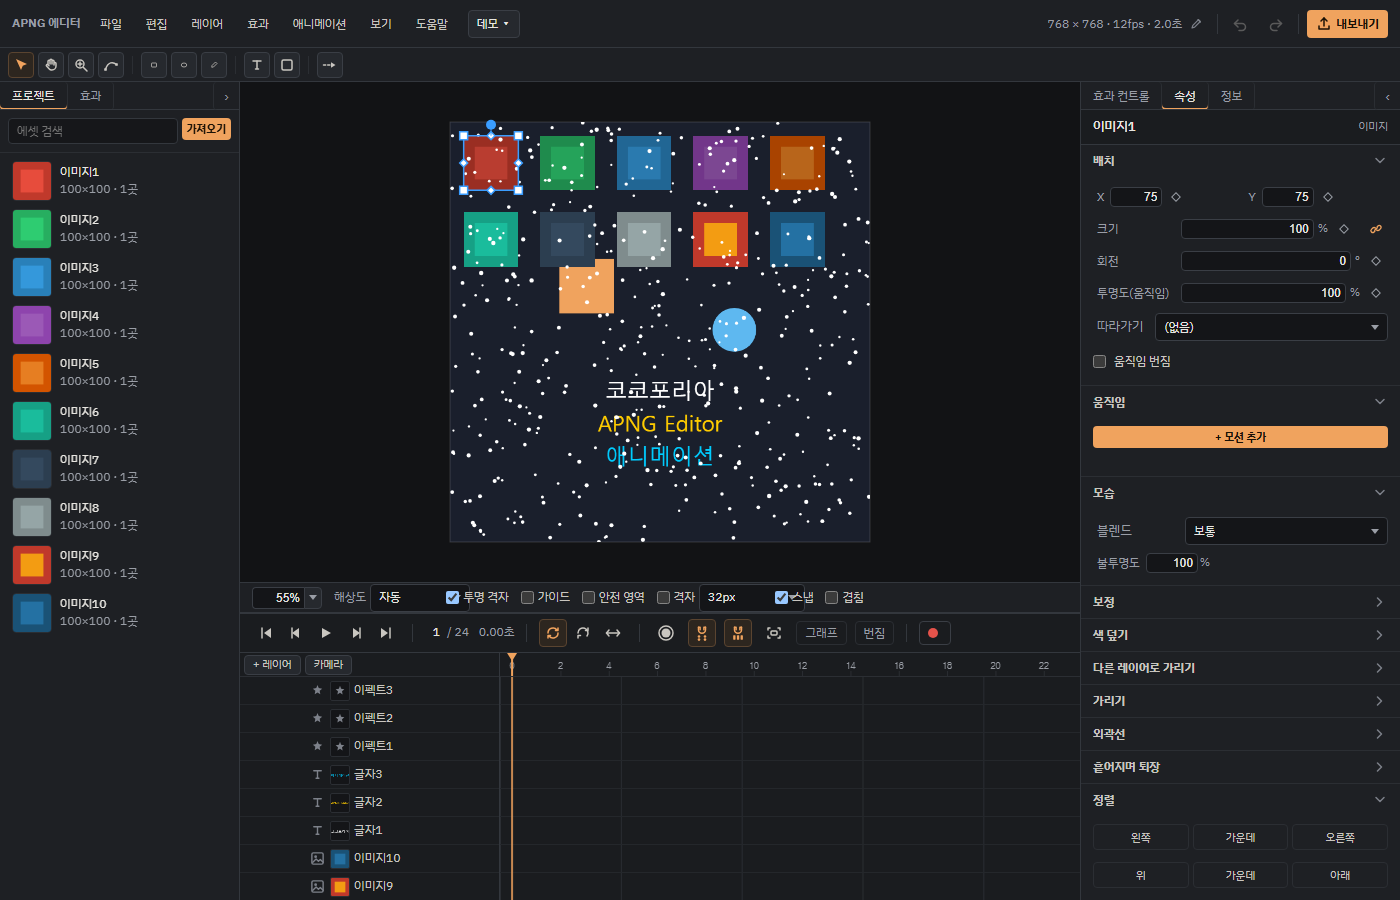 APNG 에디터 파일 편집 레이어 효과 애니메이션 보기 도움말 데모 768 × 768 · 12fps · 2.0초 내보내기
프로젝트 효과
에셋 검색 가져오기
이미지1
100×100 · 1곳
이미지2
100×100 · 1곳
이미지3
100×100 · 1곳
이미지4
100×100 · 1곳
이미지5
100×100 · 1곳
이미지6
100×100 · 1곳
이미지7
100×100 · 1곳
이미지8
100×100 · 1곳
이미지9
100×100 · 1곳
이미지10
100×100 · 1곳
코코포리아
APNG Editor
애니메이션
55% 해상도 자동 투명 격자 가이드 안전 영역 격자 32px 스냅 겹침
1 / 24 0.00초 그래프 번짐
+ 레이어 카메라 0 2 4 6 8 10 12 14 16 18 20 22
이펙트3
이펙트2
이펙트1
글자3
글자2
글자1
이미지10
이미지9
효과 컨트롤 속성 정보
이미지1 이미지
배치
X 75 Y 75
크기 100 %
회전 0 °
투명도(움직임) 100 %
따라가기 (없음)
움직임 번짐
움직임
+ 모션 추가
모습
블렌드 보통
불투명도 100 %
보정
색 덮기
다른 레이어로 가리기
가리기
외곽선
흩어지며 퇴장
정렬
왼쪽 가운데 오른쪽
위 가운데 아래